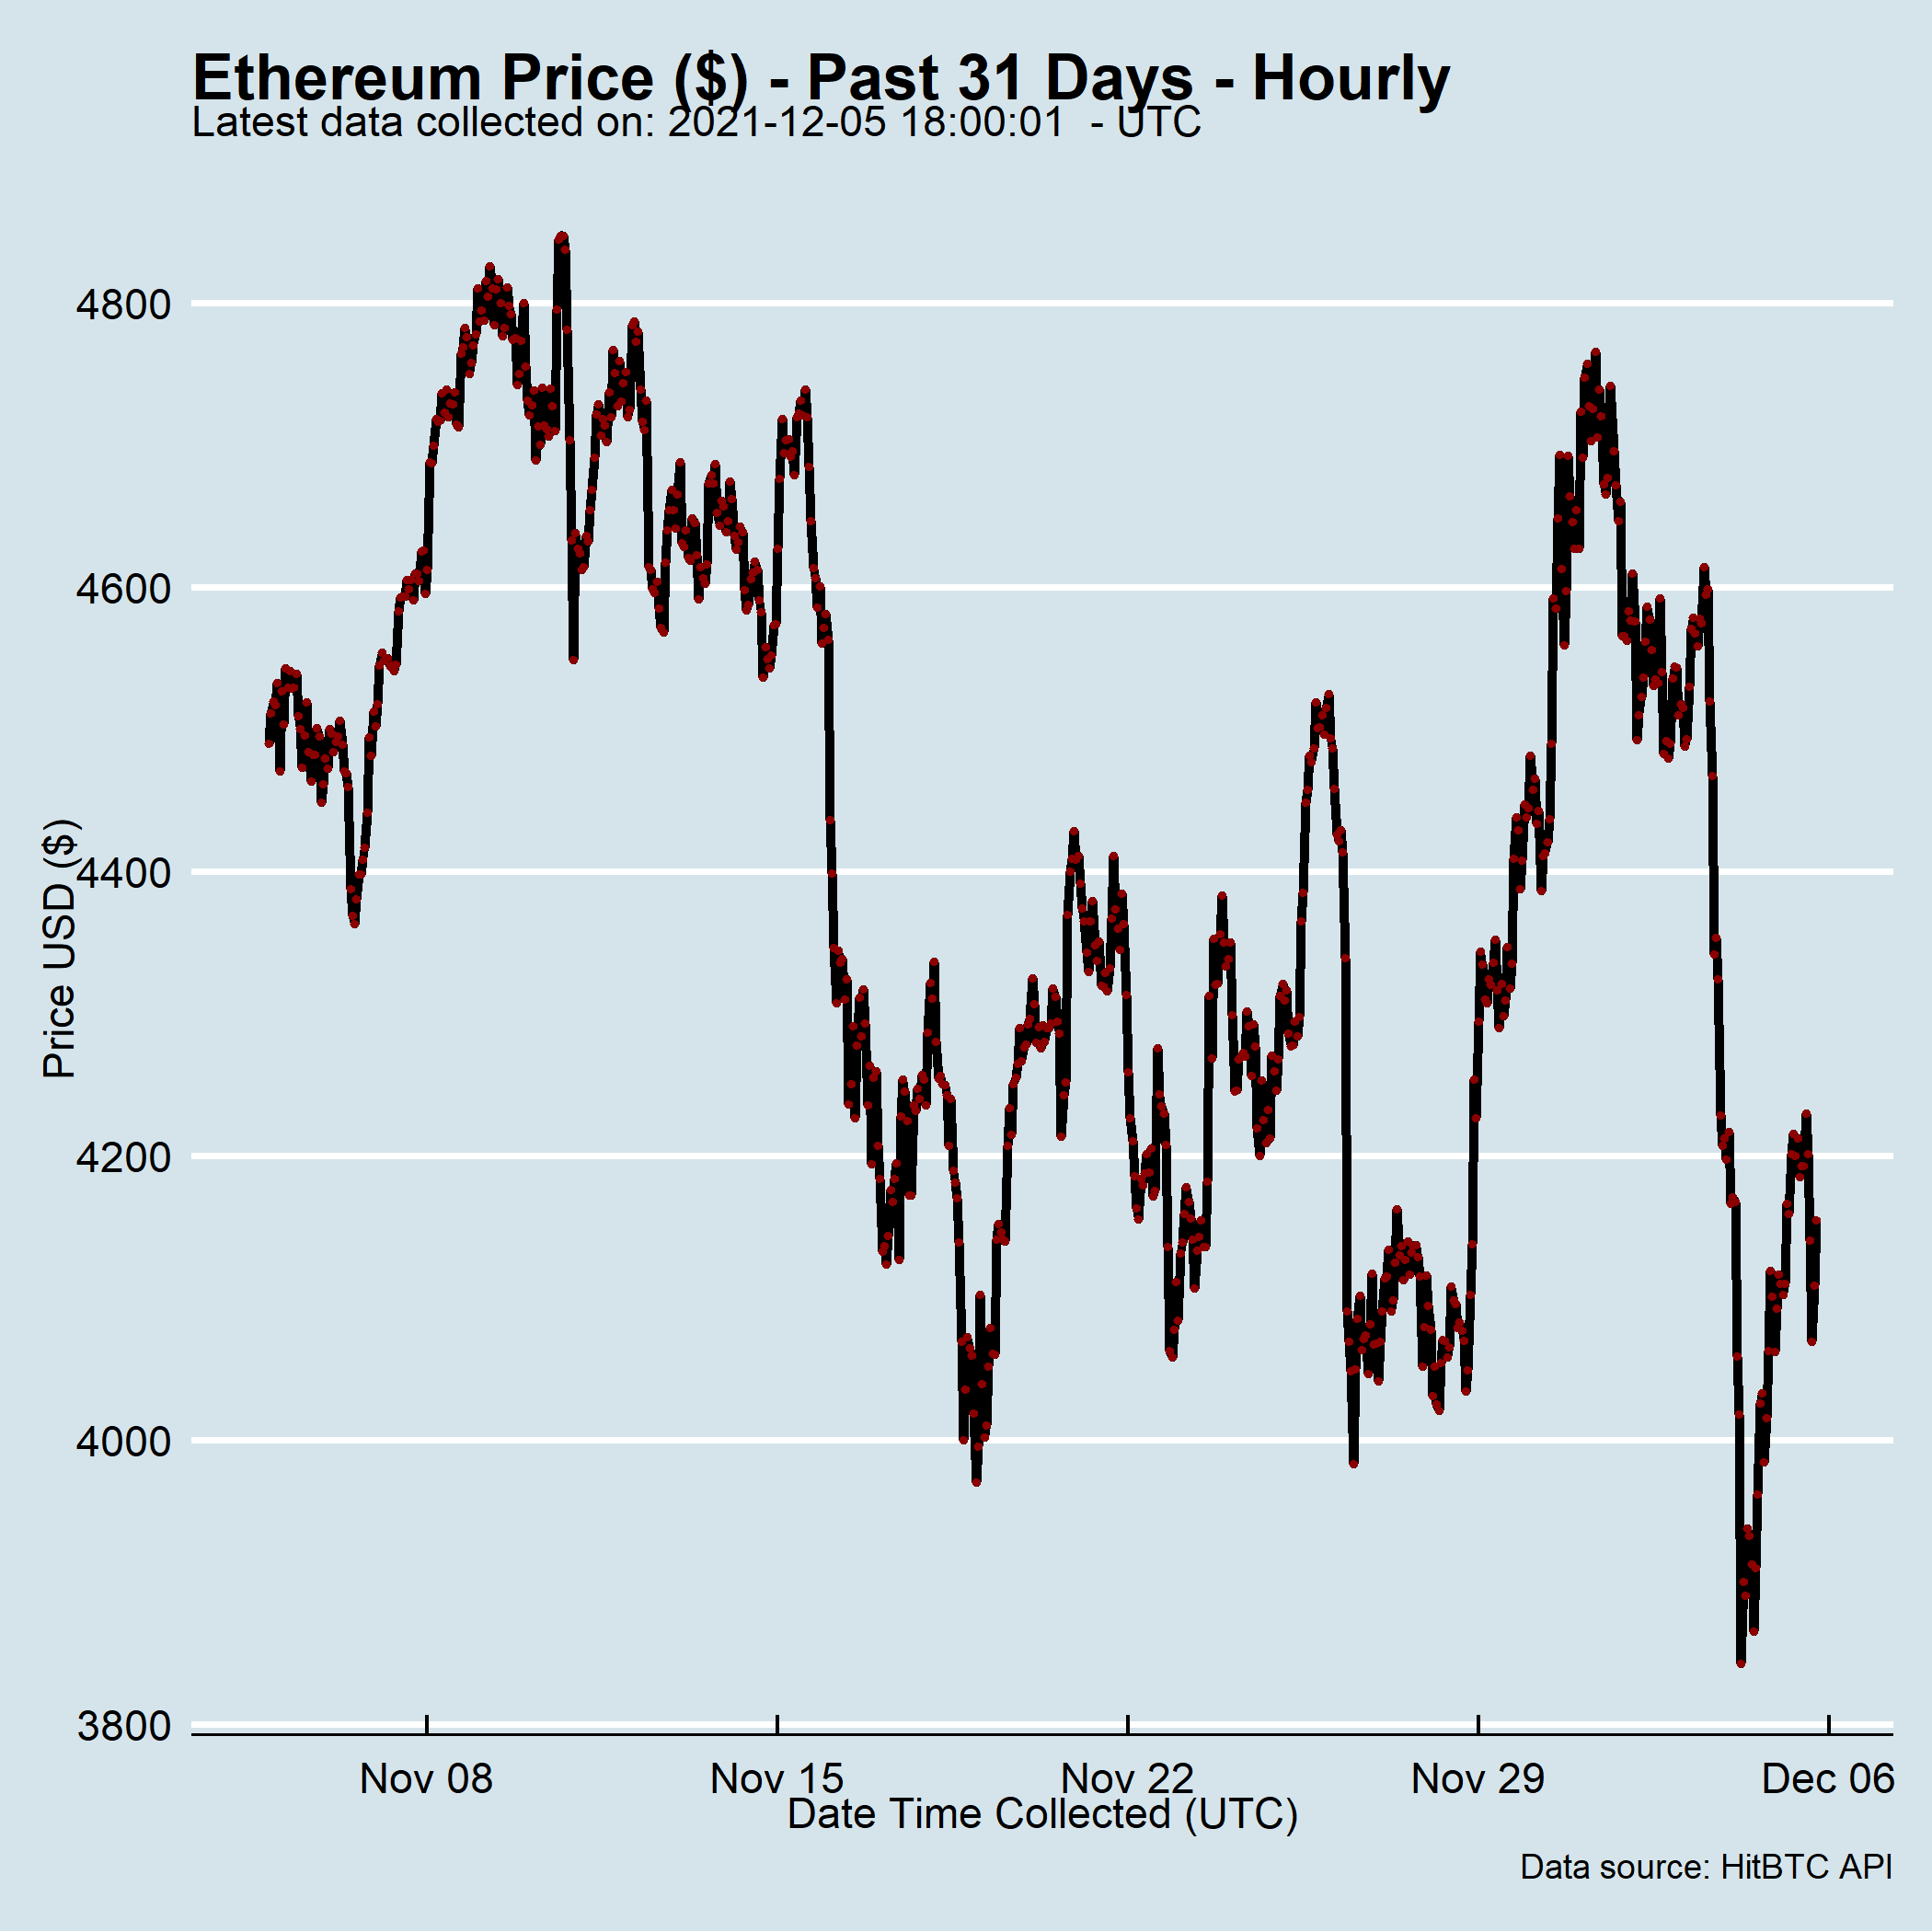 Ethereum Price ($) - Past 31 Days - Hourly
Latest data collected on: 2021-12-05 18:00:01  - UTC
Price USD ($)
4800
4600
4400
4200
4000
3800
Nov 08
Nov 15
Nov 22
Nov 29
Dec 06
Date Time Collected (UTC)
Data source: HitBTC API